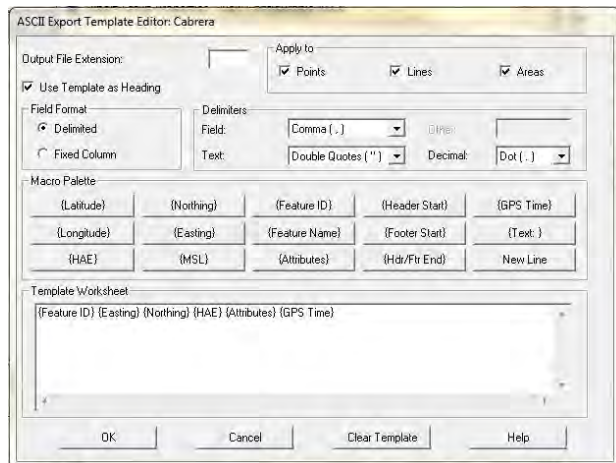 ASCII Export Template Editor: Cabrera
Output File Extension:
Use Template as Heading
Apply to
Points
Lines
Areas
Field Format
Delimited
Fixed Column
Delimiters
Field: Comma ( , ) Other:
Text: Double Quotes ( " ) Decimal: Dot ( . )
Macro Palette
{Latitude} {Northing} {Feature ID} {Header Start} {GPS Time}
{Longitude} {Easting} {Feature Name} {Footer Start} {Text: }
{HAE} {MSL} {Attributes} {Hdr/Ftr End} New Line
Template Worksheet
{Feature ID} {Easting} {Northing} {HAE} {Attributes} {GPS Time}
OK Cancel Clear Template Help